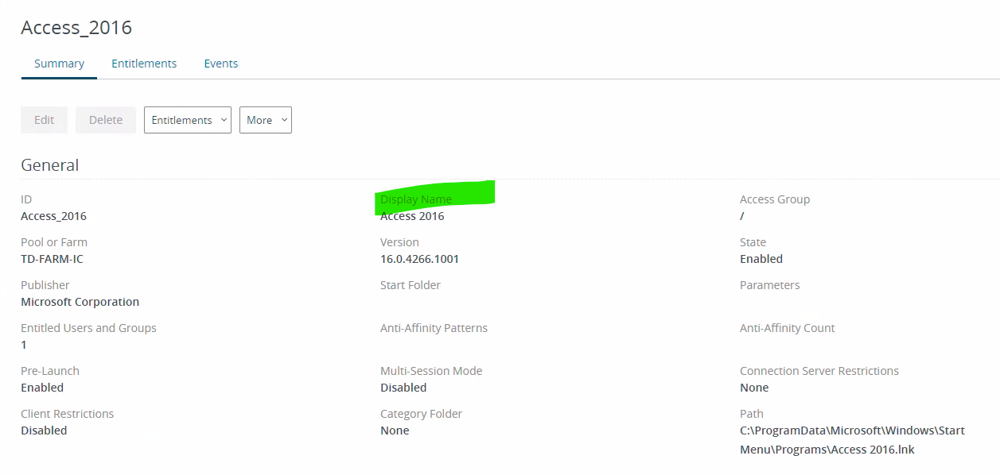 Access_2016
Summary Entitlements Events
Edit Delete Entitlements More
General
ID Display Name Access Group
Access_2016 Access 2016 /
Pool or Farm Version State
TD-FARM-IC 16.0.4266.1001 Enabled
Publisher Start Folder Parameters
Microsoft Corporation
Entitled Users and Groups Anti-Affinity Patterns Anti-Affinity Count
1
Pre-Launch Multi-Session Mode Connection Server Restrictions
Enabled Disabled None
Client Restrictions Category Folder Path
Disabled None C:\ProgramData\Microsoft\Windows\Start
Menu\Programs\Access 2016.lnk